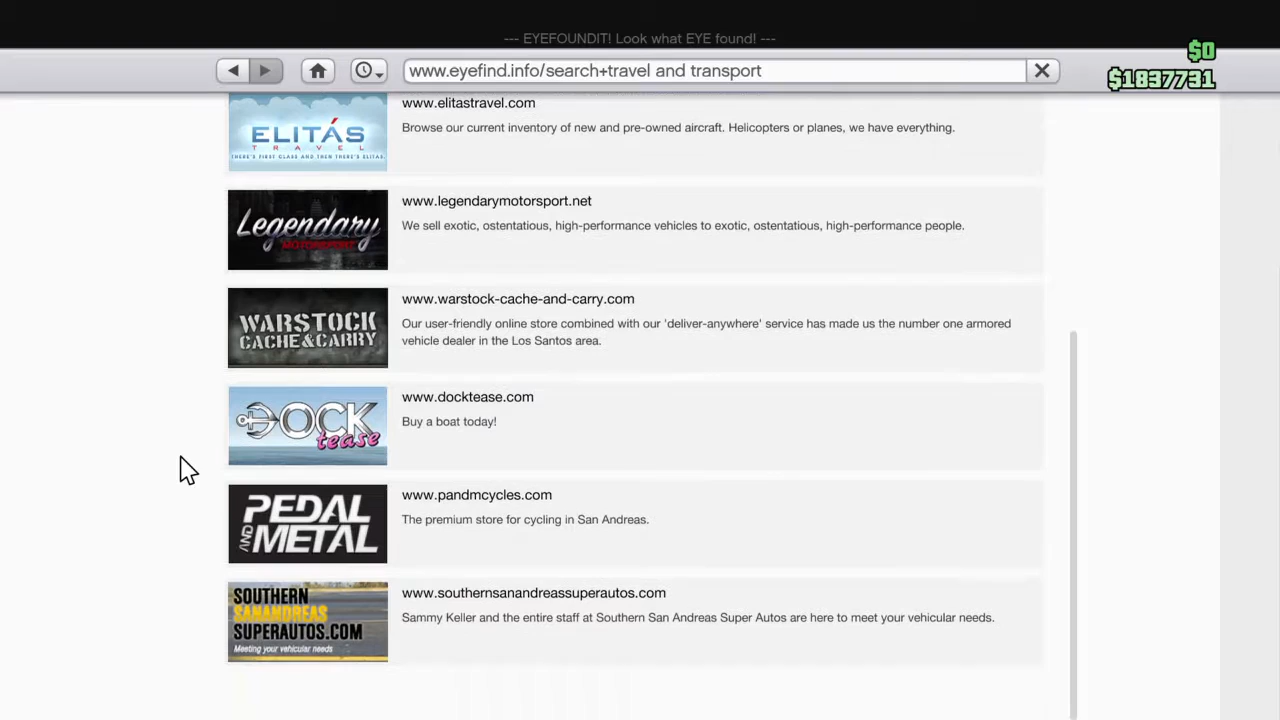 --- EYEFOUNDIT! Look what EYE found! ---
$0
www.eyefind.info/search+travel and transport
$1837731
ELITÁS
TRAVEL
THERE'S FIRST CLASS AND THEN THERE'S ELITAS.
www.elitastravel.com
Browse our current inventory of new and pre-owned aircraft. Helicopters or planes, we have everything.
Legendary
MOTORSPORT
www.legendarymotorsport.net
We sell exotic, ostentatious, high-performance vehicles to exotic, ostentatious, high-performance people.
WARSTOCK
CACHE&CARRY
www.warstock-cache-and-carry.com
Our user-friendly online store combined with our 'deliver-anywhere' service has made us the number one armored
vehicle dealer in the Los Santos area.
DOCK
tease
www.docktease.com
Buy a boat today!
PEDAL
AND METAL
www.pandmcycles.com
The premium store for cycling in San Andreas.
SOUTHERN
SANANDREAS
SUPERAUTOS.COM
Meeting your vehicular needs
www.southernsanandreassuperautos.com
Sammy Keller and the entire staff at Southern San Andreas Super Autos are here to meet your vehicular needs.